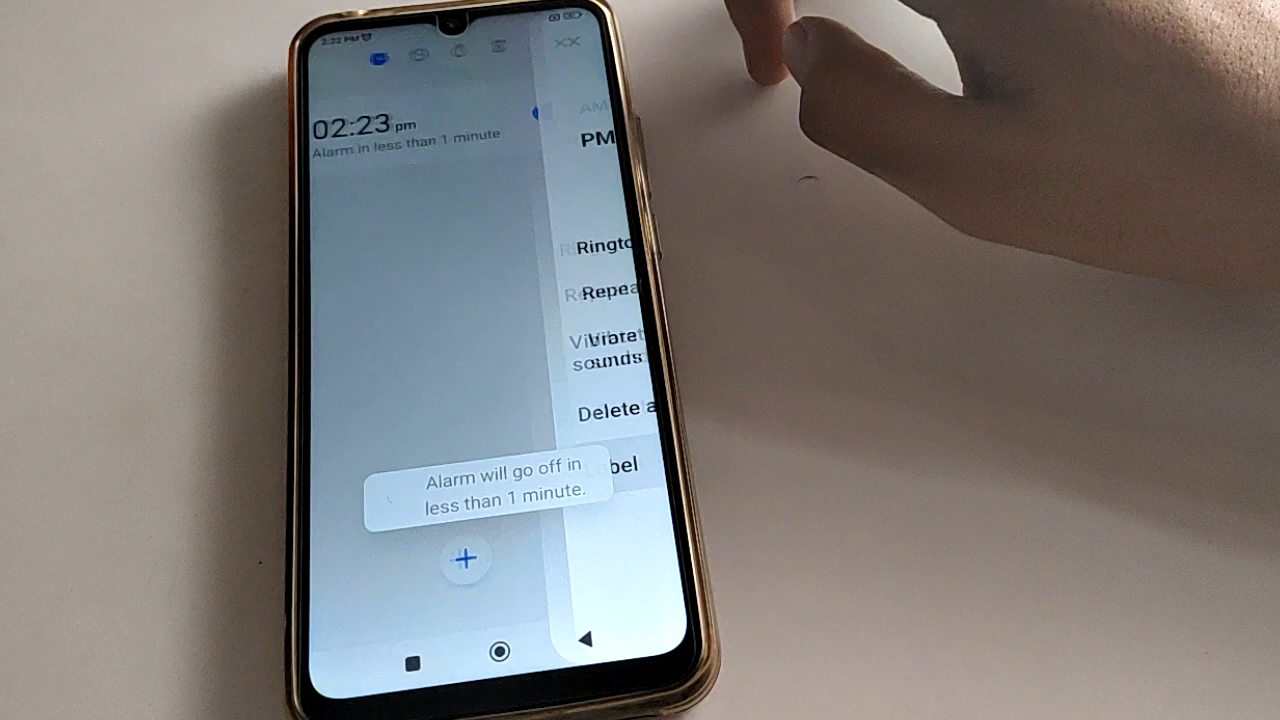 2:22 PM
02:23 pm
Alarm in less than 1 minute
AM
PM
Ringto
Repea
Vibrat
sounds
Delete a
bel
Alarm will go off in
less than 1 minute.